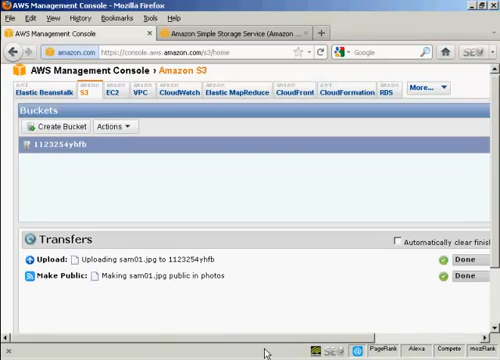 AWS Management Console - Mozilla Firefox
File Edit View History Bookmarks Tools Help
AWS Management Console
Amazon Simple Storage Service (Amazon ...
amazon.com https://console.aws.amazon.com/s3/home
Google
AWS Management Console › Amazon S3
Elastic Beanstalk S3 EC2 VPC CloudWatch Elastic MapReduce CloudFront CloudFormation RDS More...
Buckets
Create Bucket Actions
1123254yhfb
Transfers
Automatically clear finis
Upload: Uploading sam01.jpg to 1123254yhfb Done
Make Public: Making sam01.jpg public in photos Done
PageRank Alexa Compete mozRank